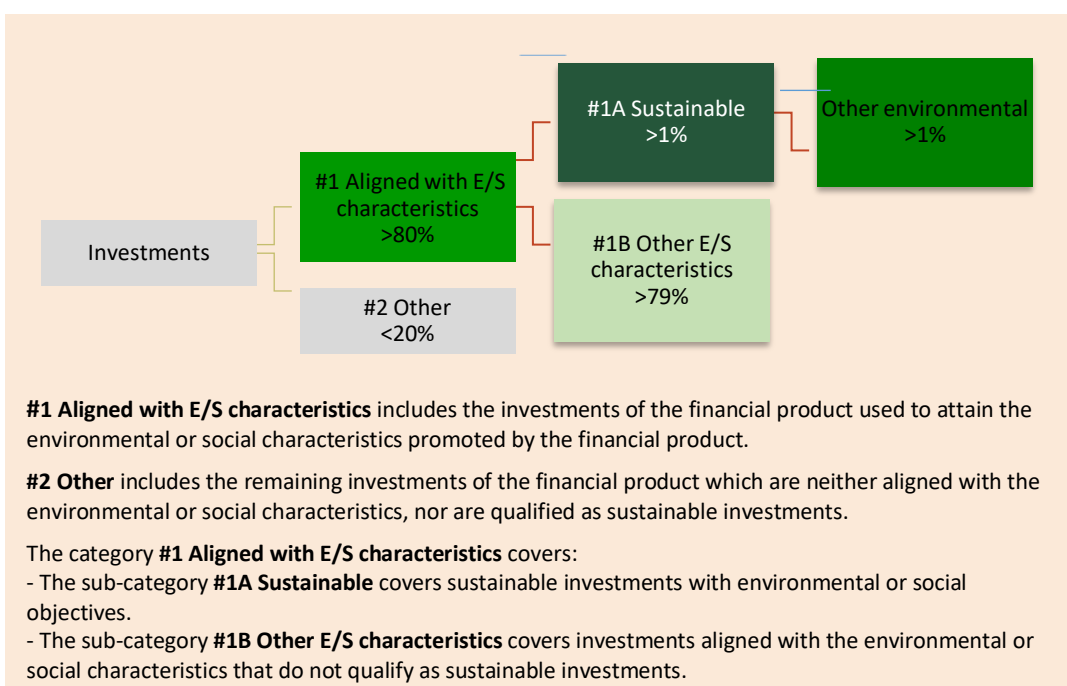 #1A Sustainable
>1%
Other environmental
>1%
#1 Aligned with E/S
characteristics
>80%
Investments
#1B Other E/S
characteristics
>79%
#2 Other
<20%
#1 Aligned with E/S characteristics includes the investments of the financial product used to attain the
environmental or social characteristics promoted by the financial product.
#2 Other includes the remaining investments of the financial product which are neither aligned with the
environmental or social characteristics, nor are qualified as sustainable investments.
The category #1 Aligned with E/S characteristics covers:
- The sub-category #1A Sustainable covers sustainable investments with environmental or social
objectives.
- The sub-category #1B Other E/S characteristics covers investments aligned with the environmental or
social characteristics that do not qualify as sustainable investments.